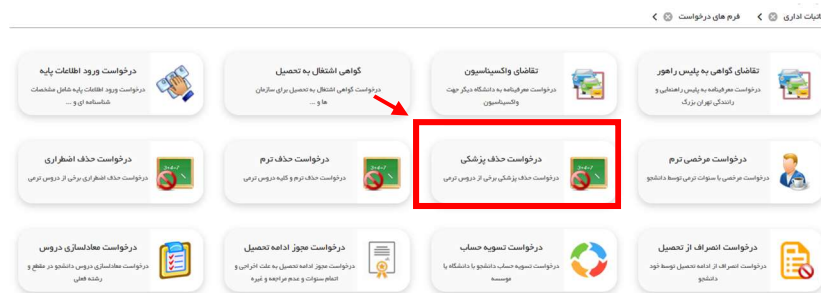 اتبات اداری
فرم های درخواست
تقاضای گواهی به پلیس راهور
درخواست معرفینامه به پلیس راهنمایی و
رانندگی تهران بزرگ
تقاضای واکسیناسیون
درخواست معرفینامه به دانشگاه دیگر جهت
واکسیناسیون
گواهی اشتغال به تحصیل
درخواست گواهی اشتغال به تحصیل برای سازمان
ها و ...
درخواست ورود اطلاعات پایه
درخواست ورود اطلاعات پایه شامل مشخصات
شناسنامه ای و ...
درخواست مرخصی ترم
درخواست مرخصی با سنوات ترمی توسط دانشجو
درخواست حذف پزشکی
درخواست حذف پزشکی برخی از دروس ترمی
درخواست حذف ترم
درخواست حذف ترم و کلیه دروس ترمی
درخواست حذف اضطراری
درخواست حذف اضطراری برخی از دروس ترمی
درخواست انصراف از تحصیل
درخواست انصراف از ادامه تحصیل توسط خود
دانشجو
درخواست تسویه حساب
درخواست تسویه حساب دانشجو با دانشگاه یا
موسسه
درخواست مجوز ادامه تحصیل
درخواست مجوز ادامه تحصیل به علت اخراجی و
اتمام سنوات و عدم مراجعه و غیره
درخواست معادلسازی دروس
درخواست معادلسازی دروس دانشجو در مقطع و
رشته فعلی